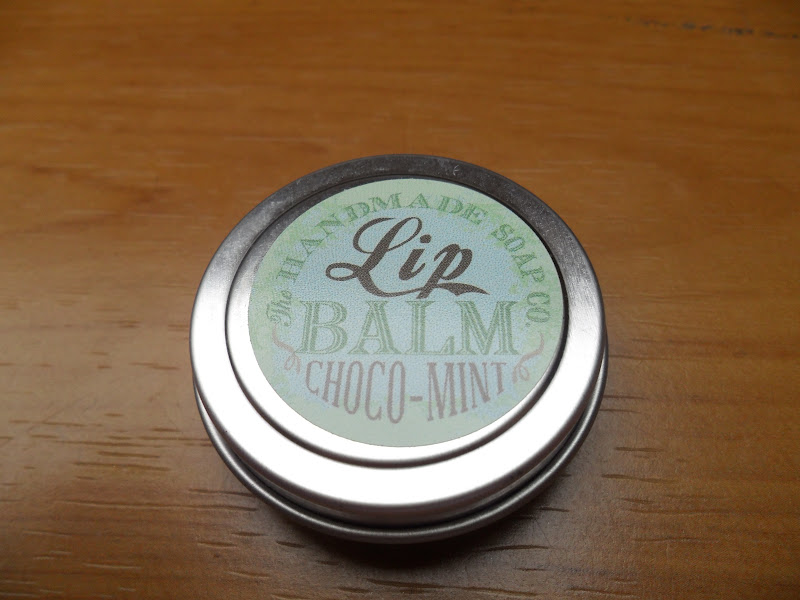 The HANDMADE SOAP CO.
Lip
BALM
CHOCO-MINT